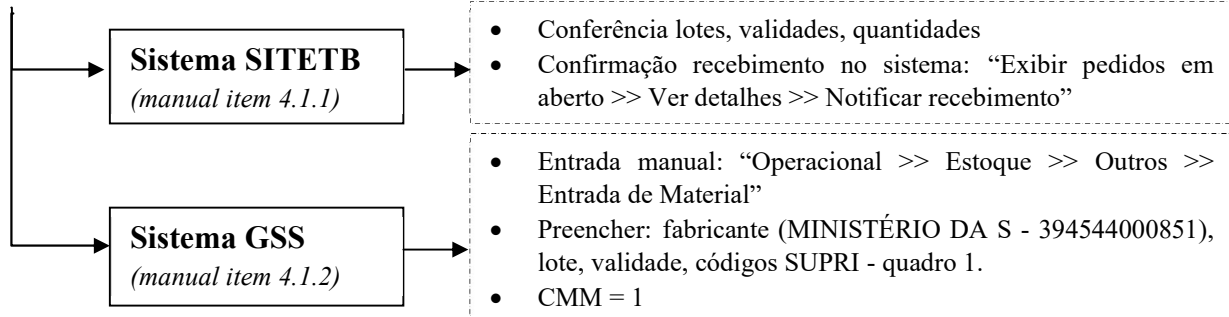 Sistema SITETB
(manual item 4.1.1)
• Conferência lotes, validades, quantidades
• Confirmação recebimento no sistema: “Exibir pedidos em
aberto >> Ver detalhes >> Notificar recebimento”
Sistema GSS
(manual item 4.1.2)
• Entrada manual: “Operacional >> Estoque >> Outros >>
Entrada de Material”
• Preencher: fabricante (MINISTÉRIO DA S - 394544000851),
lote, validade, códigos SUPRI - quadro 1.
• CMM = 1